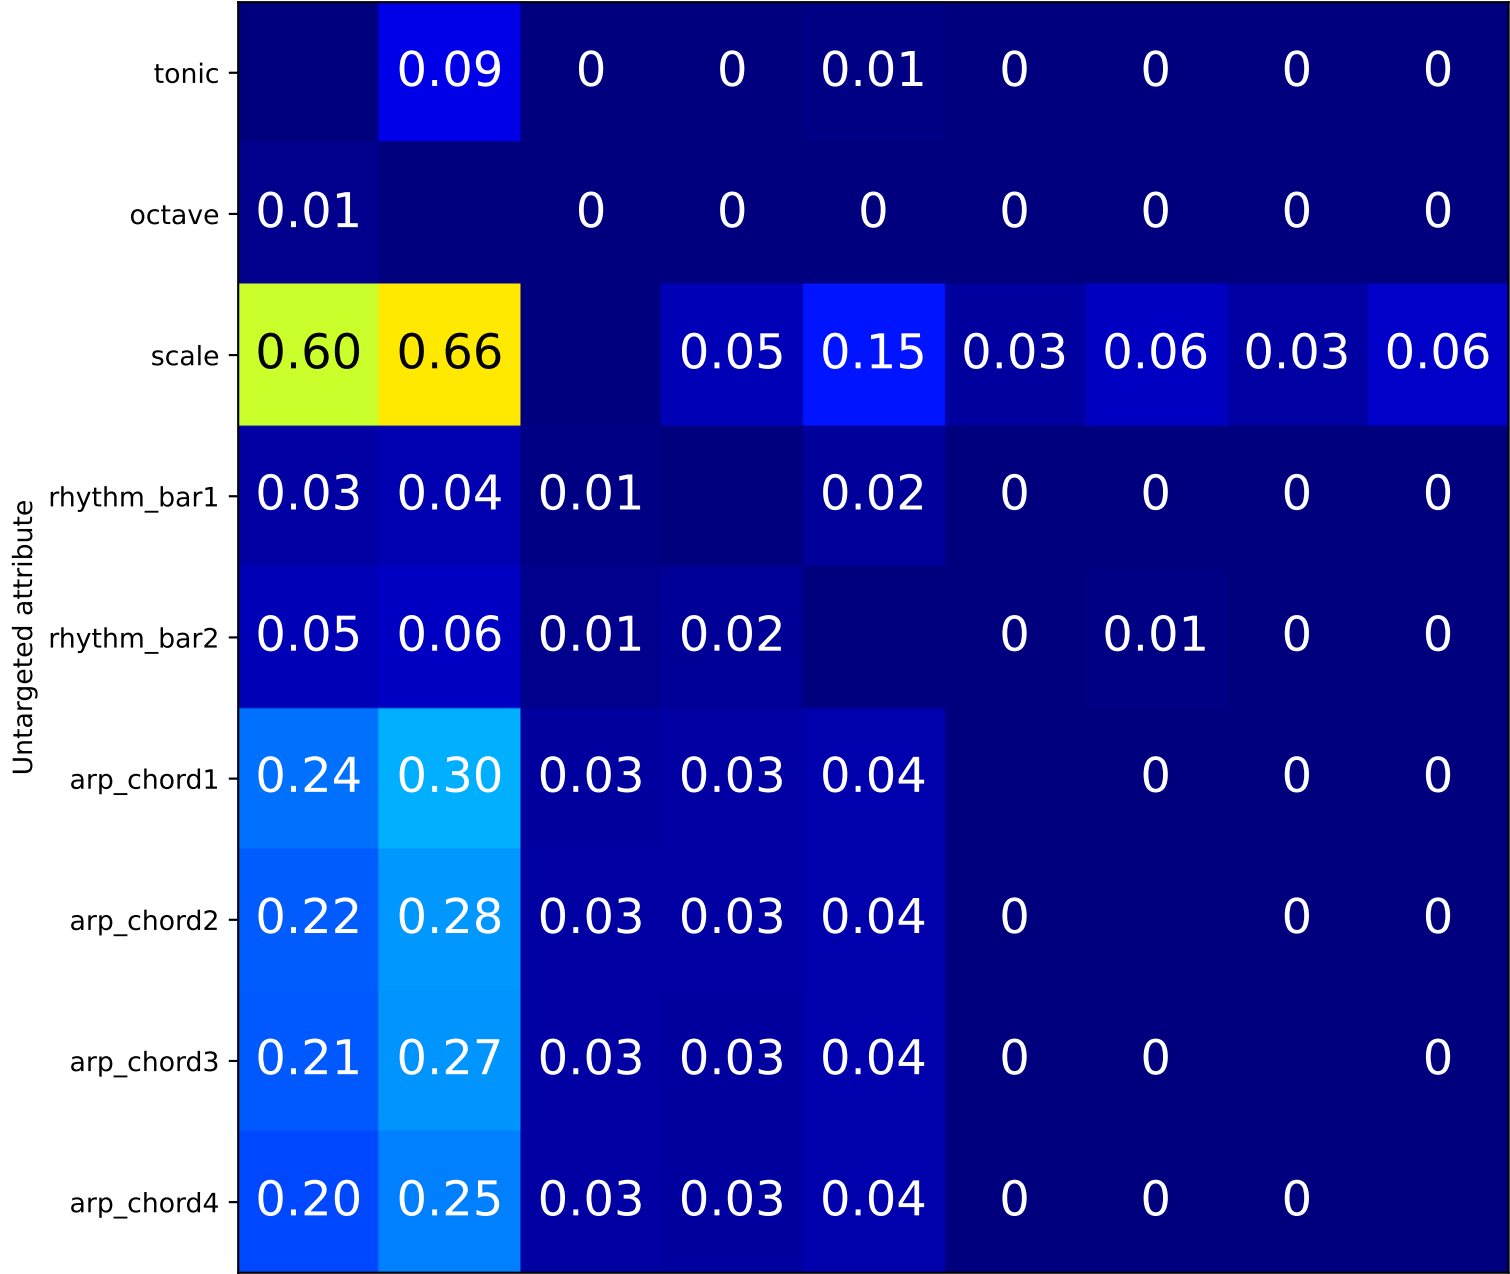 tonic 0.09 0 0 0.01 0 0 0 0
octave 0.01 0 0 0 0 0 0 0
scale 0.60 0.66 0.05 0.15 0.03 0.06 0.03 0.06
rhythm_bar1 0.03 0.04 0.01 0.02 0 0 0 0
rhythm_bar2 0.05 0.06 0.01 0.02 0 0.01 0 0
arp_chord1 0.24 0.30 0.03 0.03 0.04 0 0 0
arp_chord2 0.22 0.28 0.03 0.03 0.04 0 0 0
arp_chord3 0.21 0.27 0.03 0.03 0.04 0 0 0
arp_chord4 0.20 0.25 0.03 0.03 0.04 0 0 0
Untargeted attribute